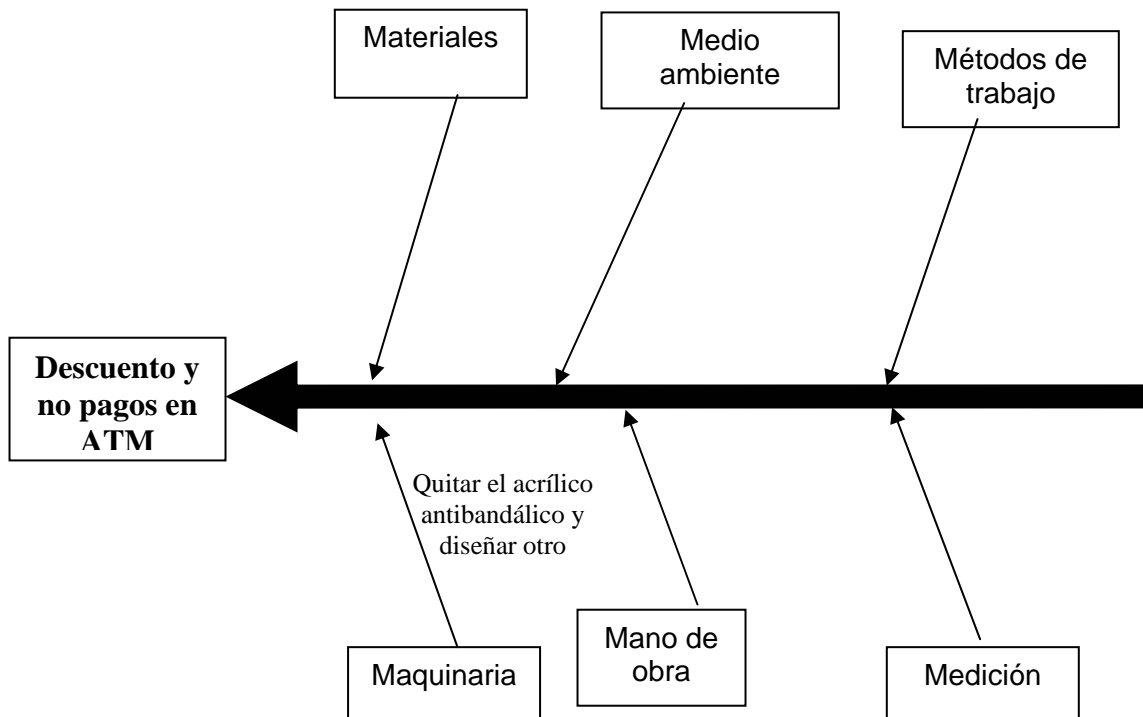 Materiales
Medio
ambiente
Métodos de
trabajo
Descuento y
no pagos en
ATM
Quitar el acrílico
antibandálico y
diseñar otro
Maquinaria
Mano de
obra
Medición